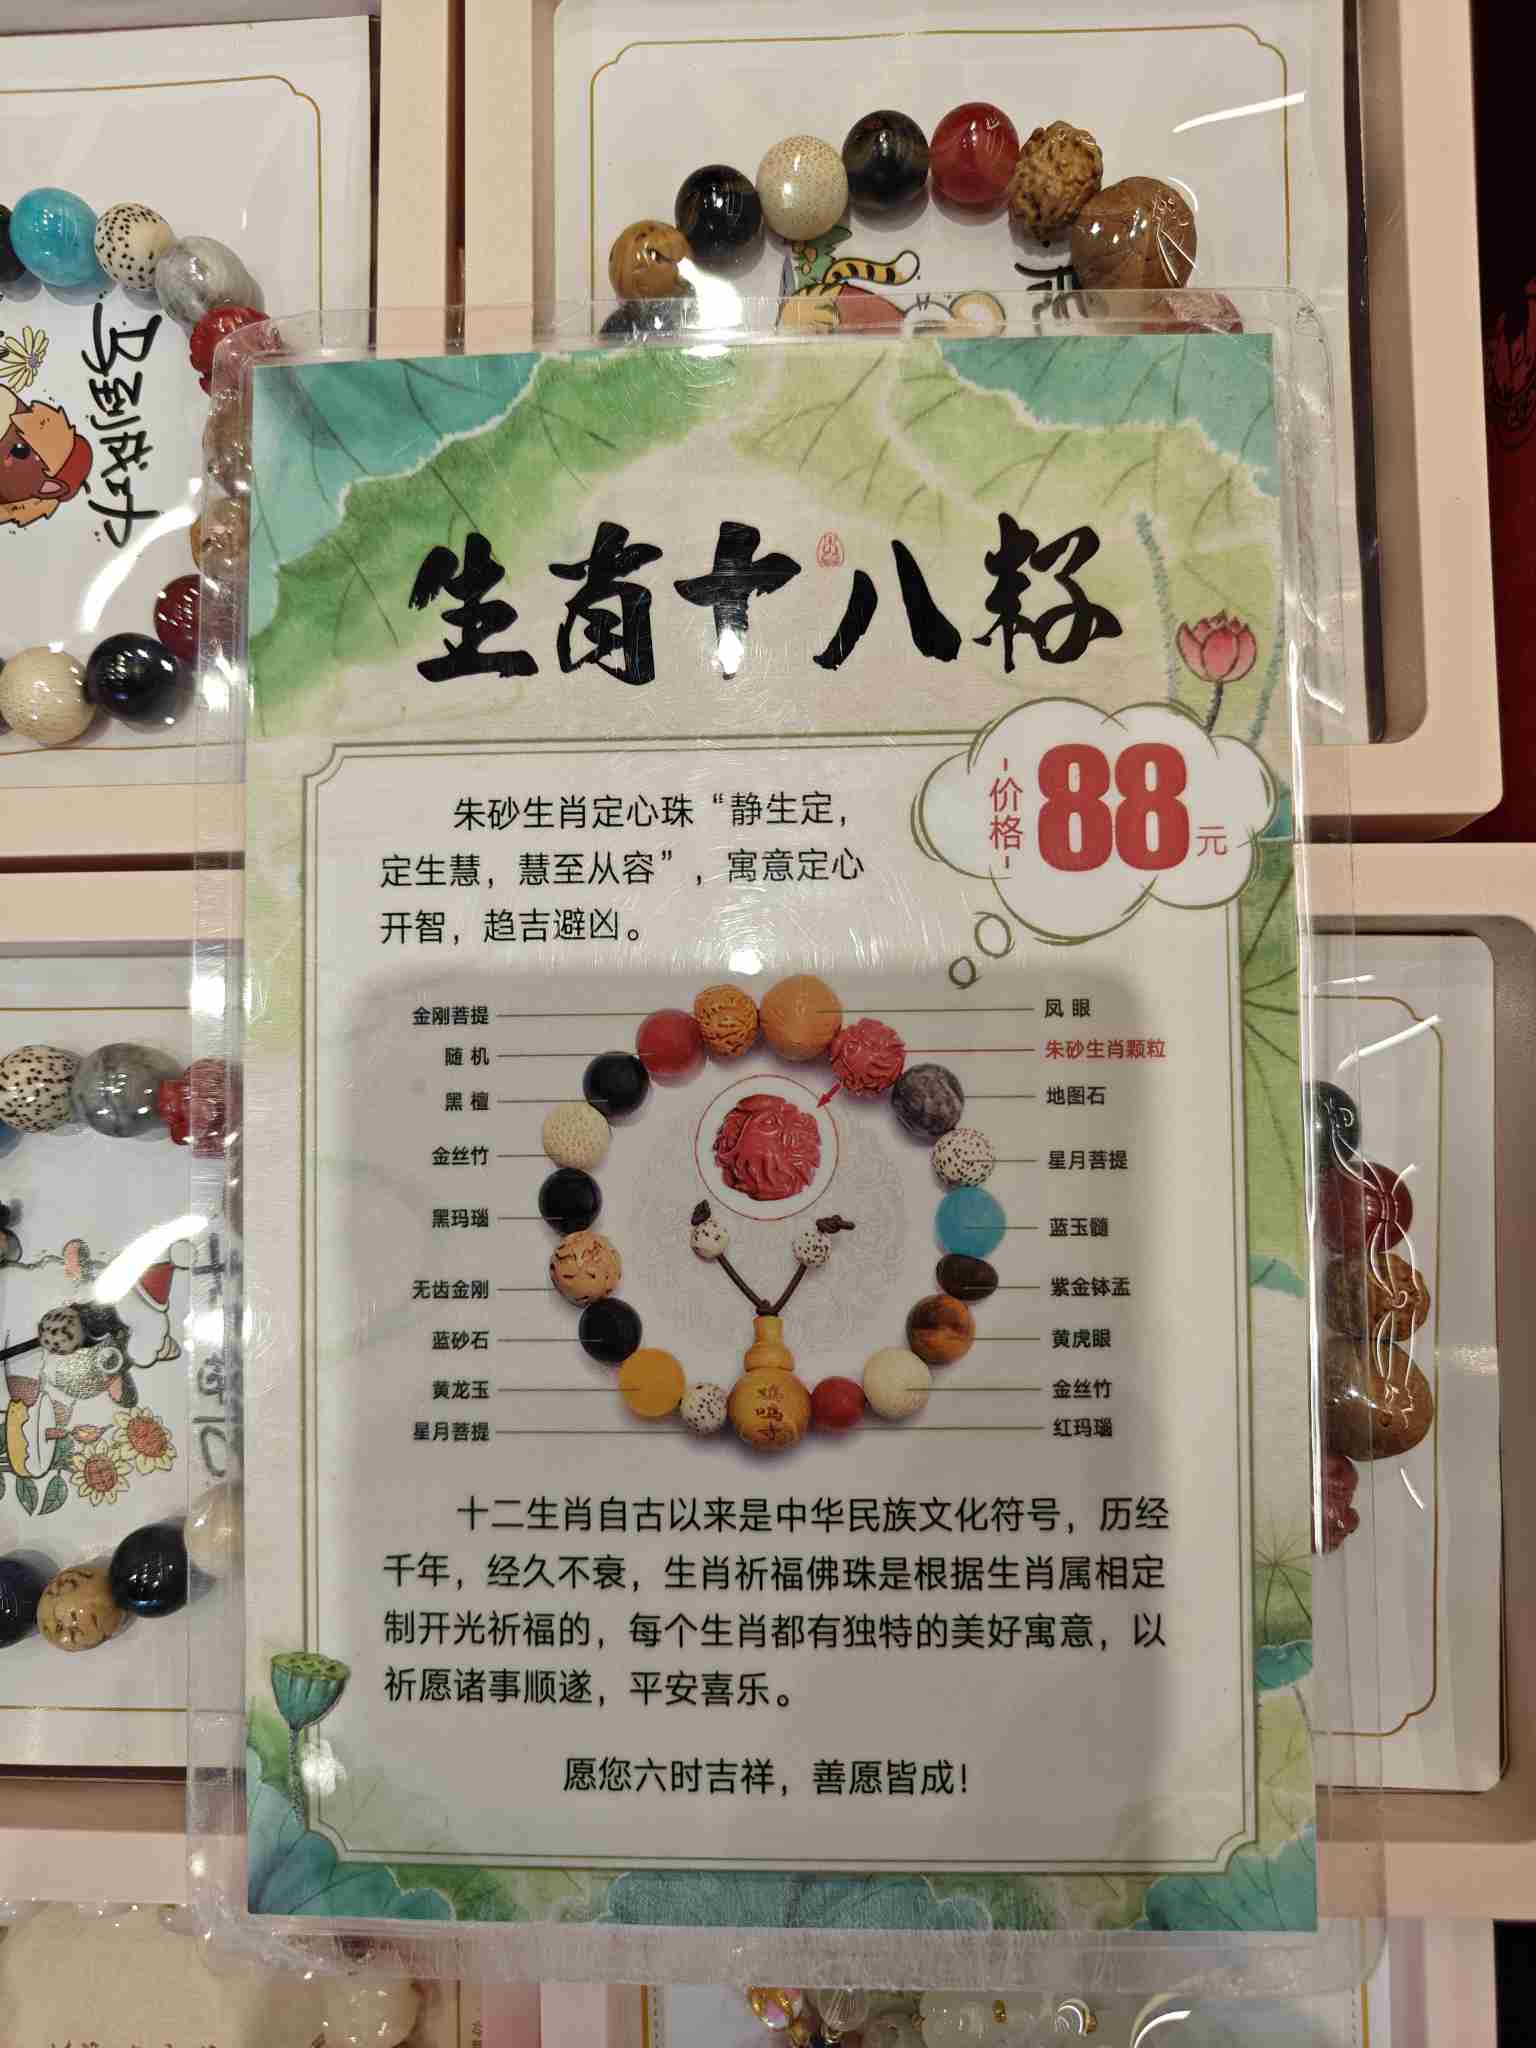 马到成功
生肖十八籽
朱砂生肖定心珠“静生定，
定生慧，慧至从容”，寓意定心
开智，趋吉避凶。
-价格-
88元
金刚菩提
随机
黑檀
金丝竹
黑玛瑙
无齿金刚
蓝砂石
黄龙玉
星月菩提
凤眼
朱砂生肖颗粒
地图石
星月菩提
蓝玉髓
紫金钵盂
黄虎眼
金丝竹
红玛瑙
鸡鸣寺
十二生肖自古以来是中华民族文化符号，历经
千年，经久不衰，生肖祈福佛珠是根据生肖属相定
制开光祈福的，每个生肖都有独特的美好寓意，以
祈愿诸事顺遂，平安喜乐。
愿您六时吉祥，善愿皆成！